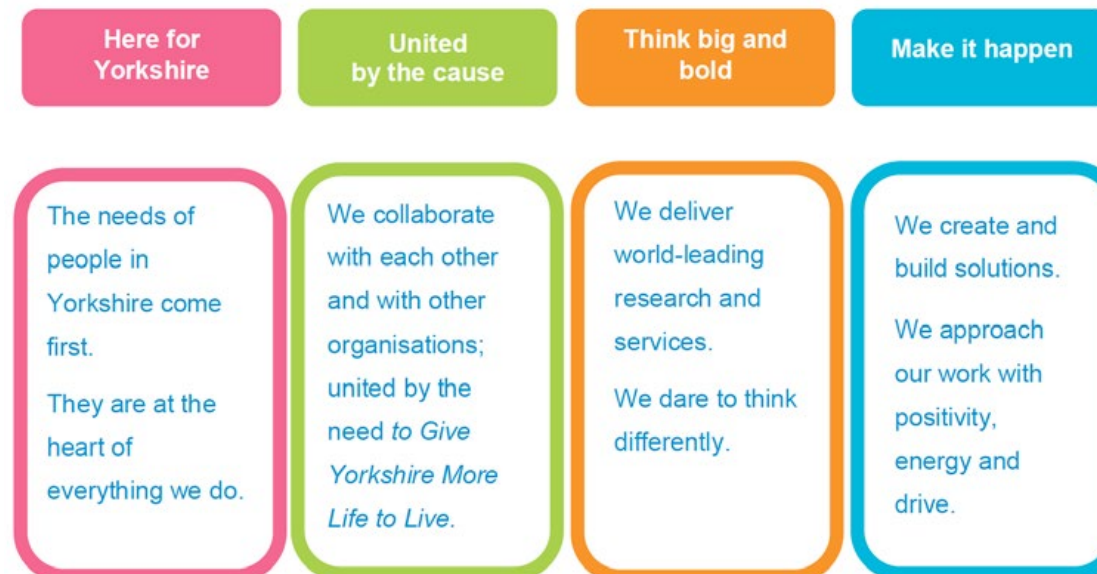 Here for
Yorkshire
United
by the cause
Think big and
bold
Make it happen
The needs of
people in
Yorkshire come
first.
They are at the
heart of
everything we do.
We collaborate
with each other
and with other
organisations;
united by the
need to Give
Yorkshire More
Life to Live.
We deliver
world-leading
research and
services.
We dare to think
differently.
We create and
build solutions.
We approach
our work with
positivity,
energy and
drive.